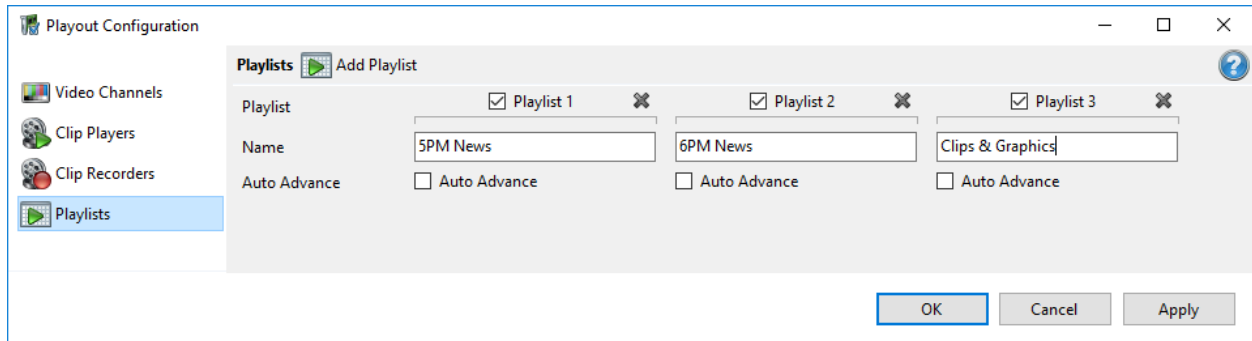 Playout Configuration
Playlists Add Playlist
Video Channels
Clip Players
Clip Recorders
Playlists
Playlist Playlist 1 Playlist 2 Playlist 3
Name 5PM News 6PM News Clips & Graphics
Auto Advance Auto Advance Auto Advance Auto Advance
OK Cancel Apply